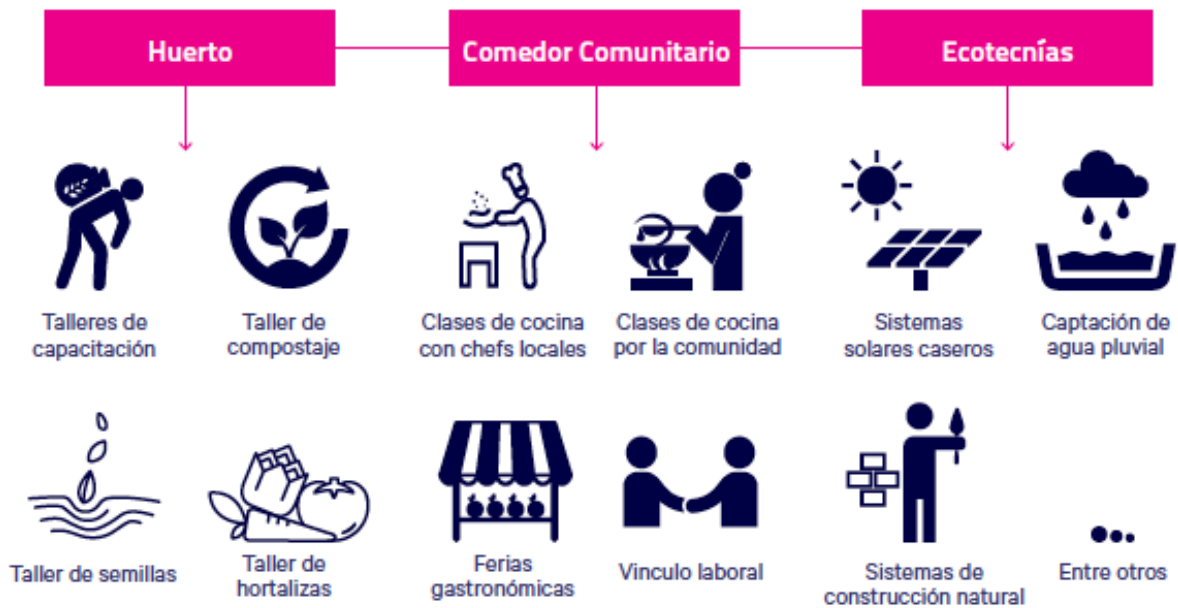 Huerto
Comedor Comunitario
Ecotecnías
Talleres de
capacitación
Taller de
compostaje
Clases de cocina
con chefs locales
Clases de cocina
por la comunidad
Sistemas
solares caseros
Captación de
agua pluvial
Taller de semillas
Taller de
hortalizas
Ferias
gastronómicas
Vinculo laboral
Sistemas de
construcción natural
Entre otros